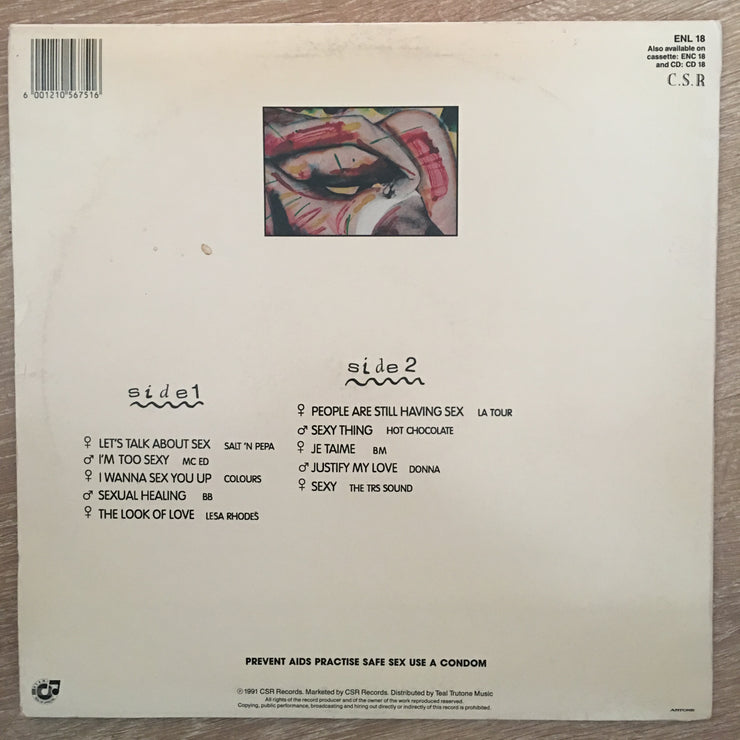 6 001210 567516
ENL 18
Also available on
cassette: ENC 18
and CD: CD 18
C.S.R
side 1
♀ LET'S TALK ABOUT SEX SALT 'N PEPA
♂ I'M TOO SEXY MC ED
♀ I WANNA SEX YOU UP COLOURS
♂ SEXUAL HEALING BB
♀ THE LOOK OF LOVE LESA RHODES
side 2
♀ PEOPLE ARE STILL HAVING SEX LA TOUR
♂ SEXY THING HOT CHOCOLATE
♀ JE TAIME BM
♂ JUSTIFY MY LOVE DONNA
♀ SEXY THE TRS SOUND
PREVENT AIDS PRACTISE SAFE SEX USE A CONDOM
℗ 1991 CSR Records. Marketed by CSR Records. Distributed by Teal Trutone Music
All rights of the record producer and of the owner of the work reproduced reserved.
Copying, public performance, broadcasting and hiring out directly or indirectly of this record is prohibited.